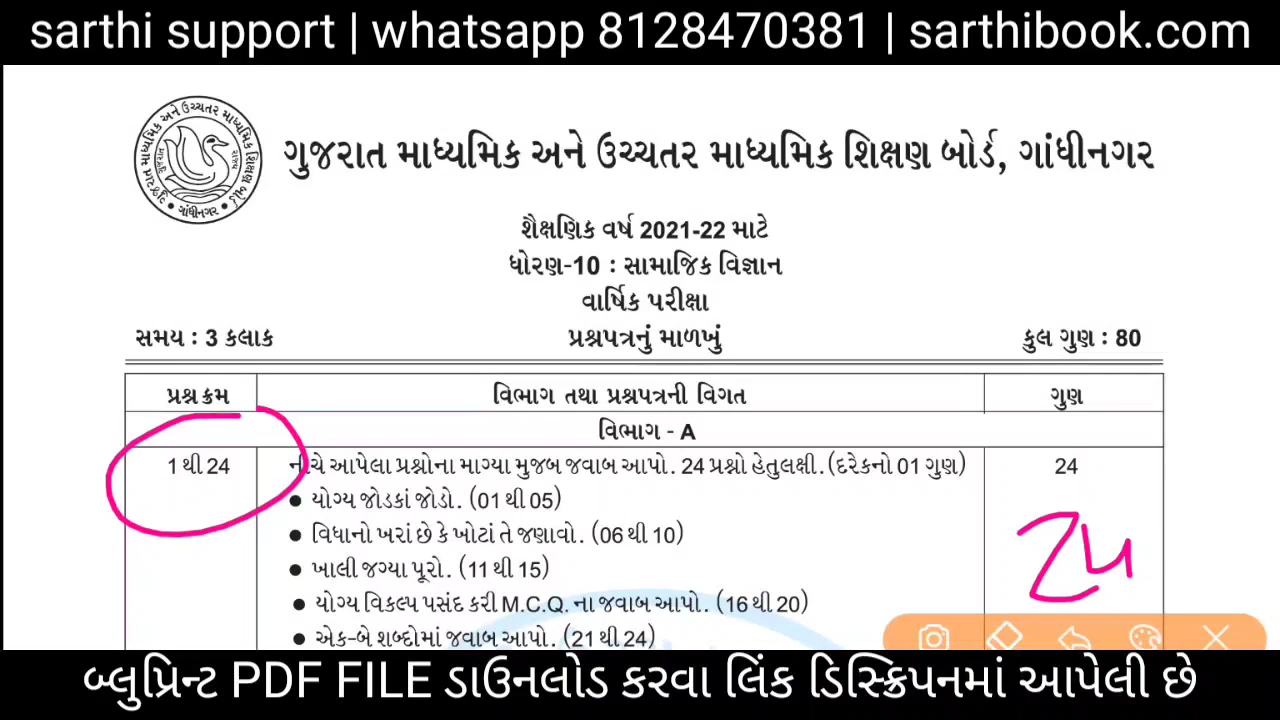 sarthi support | whatsapp 8128470381 | sarthibook.com
ગુજરાત માધ્યમિક અને ઉચ્ચતર માધ્યમિક શિક્ષણ બોર્ડ, ગાંધીનગર
શૈક્ષણિક વર્ષ 2021-22 માટે
ધોરણ-10 : સામાજિક વિજ્ઞાન
વાર્ષિક પરીક્ષા
સમય : 3 કલાક પ્રશ્નપત્રનું માળખું કુલ ગુણ : 80
પ્રશ્ન ક્રમ વિભાગ તથા પ્રશ્નપત્રની વિગત ગુણ
વિભાગ - A
1 થી 24 નીચે આપેલા પ્રશ્નોના માગ્યા મુજબ જવાબ આપો. 24 પ્રશ્નો હેતુલક્ષી. (દરેકનો 01 ગુણ) 24
• યોગ્ય જોડકાં જોડો. (01 થી 05)
• વિધાનો ખરાં છે કે ખોટાં તે જણાવો. (06 થી 10)
24
• ખાલી જગ્યા પૂરો. (11 થી 15)
• યોગ્ય વિકલ્પ પસંદ કરી M.C.Q. ના જવાબ આપો. (16 થી 20)
• એક-બે શબ્દોમાં જવાબ આપો. (21 થી 24)
બ્લુપ્રિન્ટ PDF FILE ડાઉનલોડ કરવા લિંક ડિસ્ક્રિપનમાં આપેલી છે